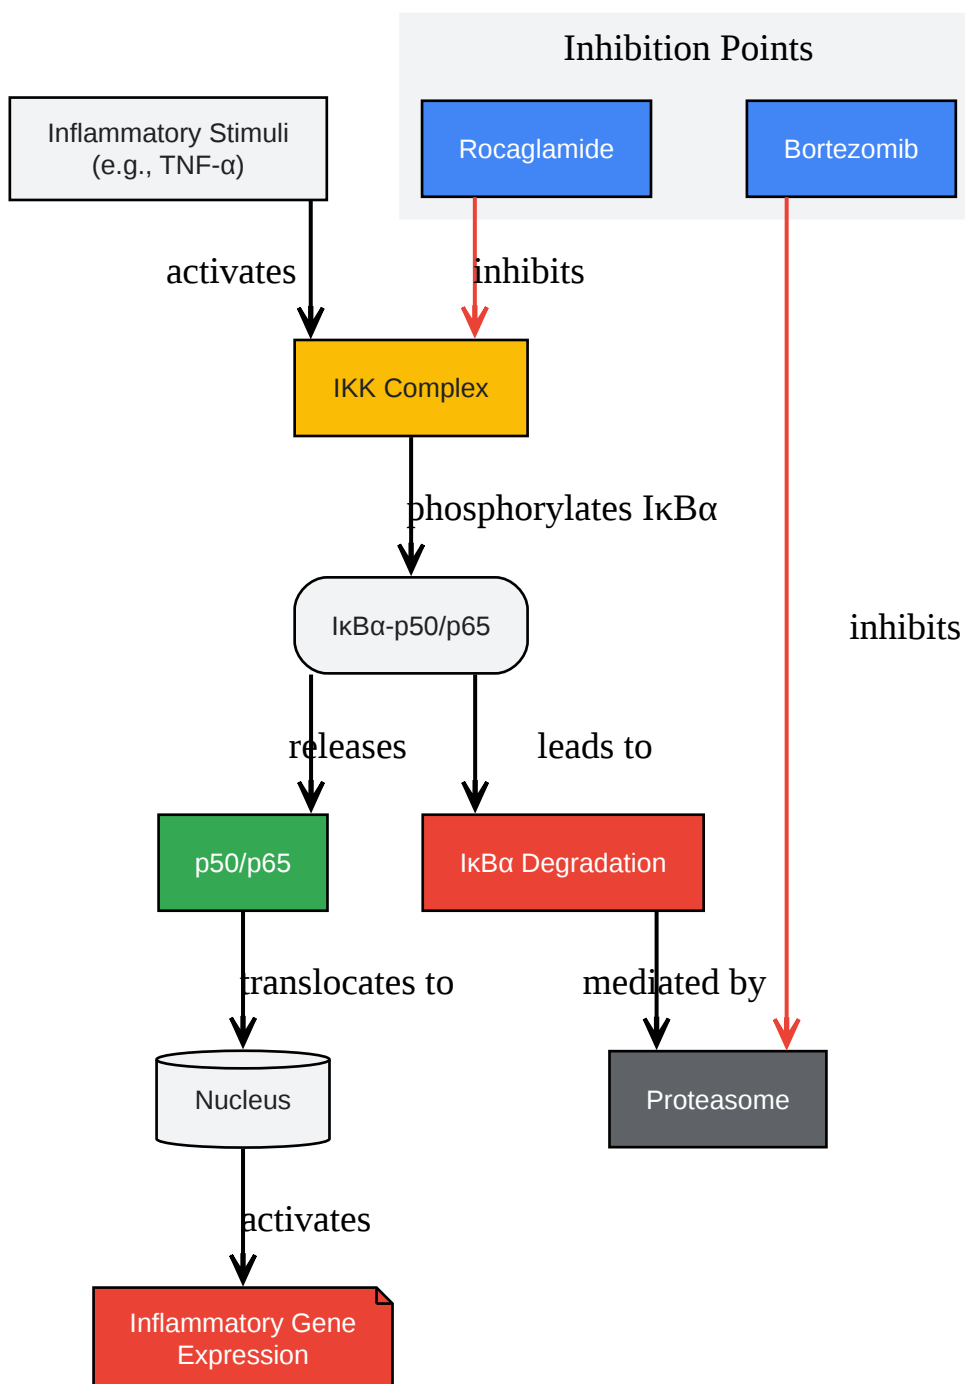 Inhibition Points
Inflammatory Stimuli
(e.g., TNF-α)
Rocaglamide
Bortezomib
activates
inhibits
IKK Complex
phosphorylates IκBα
IκBα-p50/p65
inhibits
releases
leads to
p50/p65
IκBα Degradation
translocates to
mediated by
Nucleus
Proteasome
activates
Inflammatory Gene
Expression